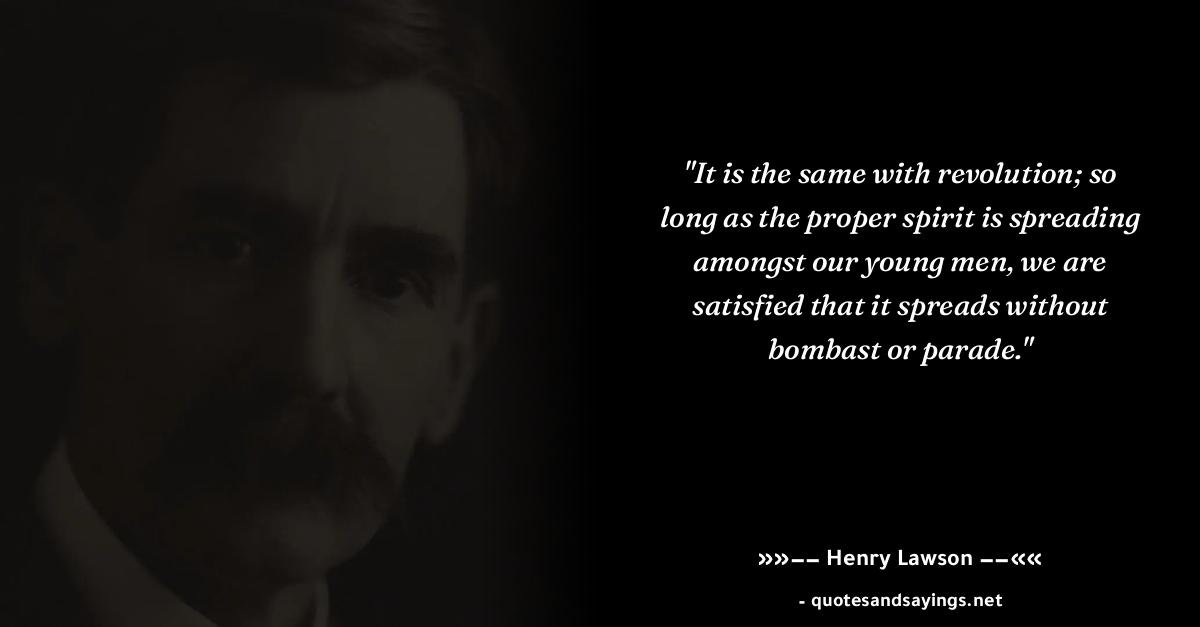 "It is the same with revolution; so
long as the proper spirit is spreading
amongst our young men, we are
satisfied that it spreads without
bombast or parade."
»»−− Henry Lawson −−««
- quotesandsayings.net